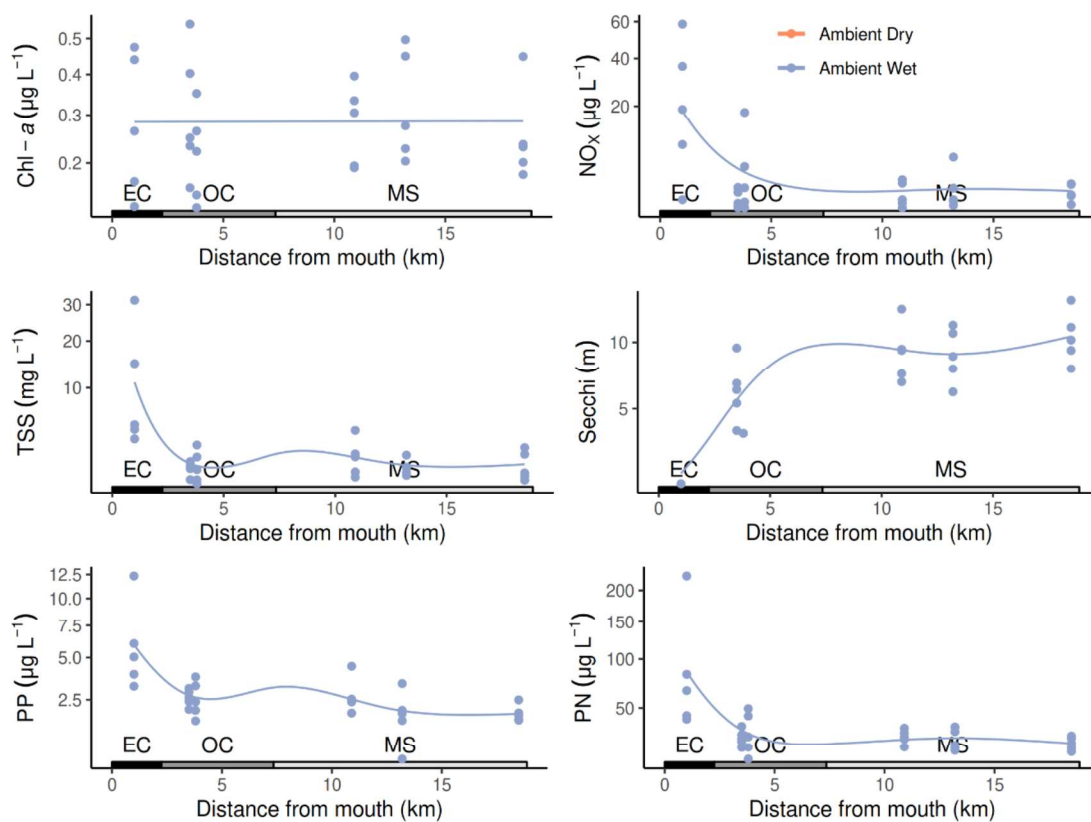 Chl − a (µg L−1)
0.5
0.4
0.3
0.2
EC OC MS
0 5 10 15
Distance from mouth (km)
NOX (µg L−1)
60
40
20
Ambient Dry
Ambient Wet
EC OC MS
0 5 10 15
Distance from mouth (km)
TSS (mg L−1)
30
20
10
EC OC MS
0 5 10 15
Distance from mouth (km)
Secchi (m)
10
5
EC OC MS
0 5 10 15
Distance from mouth (km)
PP (µg L−1)
12.5
10.0
7.5
5.0
2.5
EC OC MS
0 5 10 15
Distance from mouth (km)
PN (µg L−1)
200
150
100
50
EC OC MS
0 5 10 15
Distance from mouth (km)